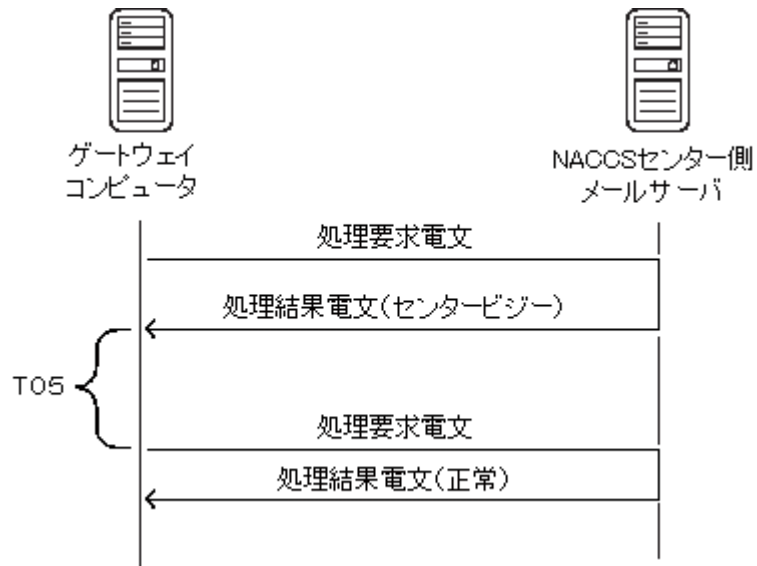 ゲートウェイ
コンピュータ
NACCSセンター側
メールサーバ
処理要求電文
処理結果電文(センタービジー)
T05
処理要求電文
処理結果電文(正常)